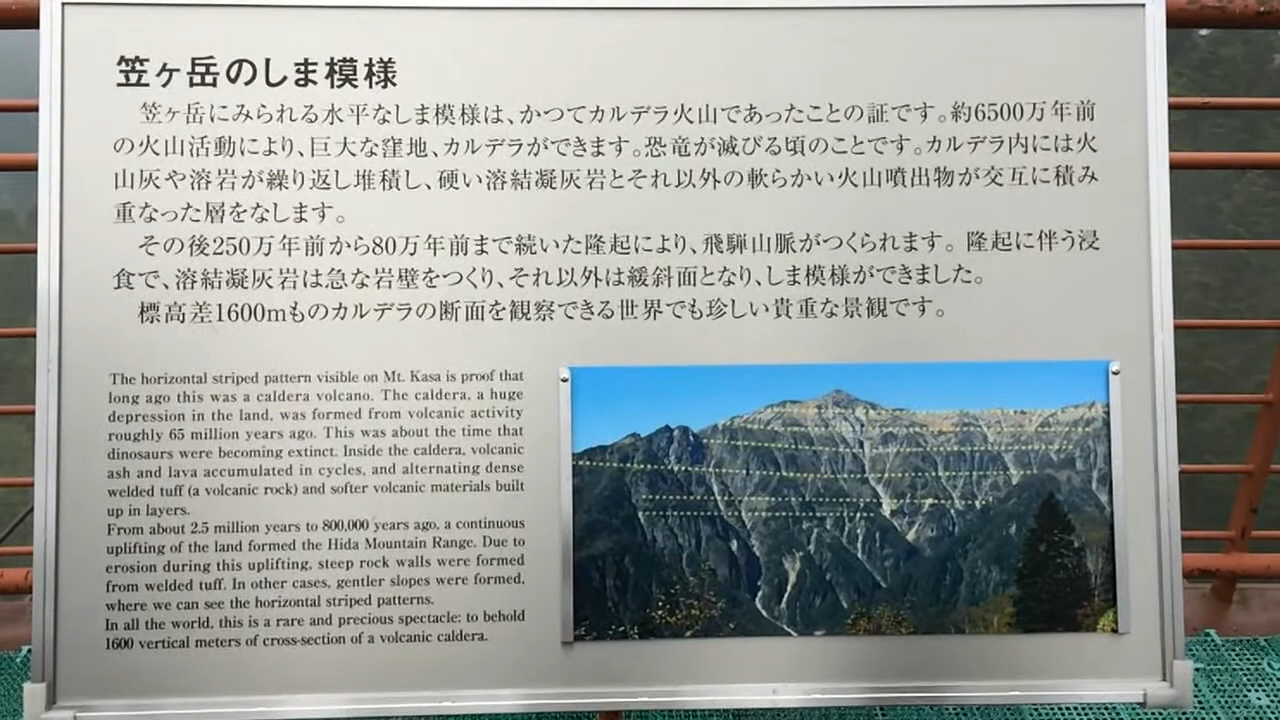 笠ヶ岳のしま模様
笠ヶ岳にみられる水平なしま模様は、かつてカルデラ火山であったことの証です。約6500万年前
の火山活動により、巨大な窪地、カルデラができます。恐竜が滅びる頃のことです。カルデラ内には火
山灰や溶岩が繰り返し堆積し、硬い溶結凝灰岩とそれ以外の軟らかい火山噴出物が交互に積み
重なった層をなします。
その後250万年前から80万年前まで続いた隆起により、飛騨山脈がつくられます。隆起に伴う浸
食で、溶結凝灰岩は急な岩壁をつくり、それ以外は緩斜面となり、しま模様ができました。
標高差1600mものカルデラの断面を観察できる世界でも珍しい貴重な景観です。
The horizontal striped pattern visible on Mt. Kasa is proof that
long ago this was a caldera volcano. The caldera, a huge
depression in the land, was formed from volcanic activity
roughly 65 million years ago. This was about the time that
dinosaurs were becoming extinct. Inside the caldera, volcanic
ash and lava accumulated in cycles, and alternating dense
welded tuff (a volcanic rock) and softer volcanic materials built
up in layers.
From about 2.5 million years to 800,000 years ago, a continuous
uplifting of the land formed the Hida Mountain Range. Due to
erosion during this uplifting, steep rock walls were formed
from welded tuff. In other cases, gentler slopes were formed,
where we can see the horizontal striped patterns.
In all the world, this is a rare and precious spectacle: to behold
1600 vertical meters of cross-section of a volcanic caldera.